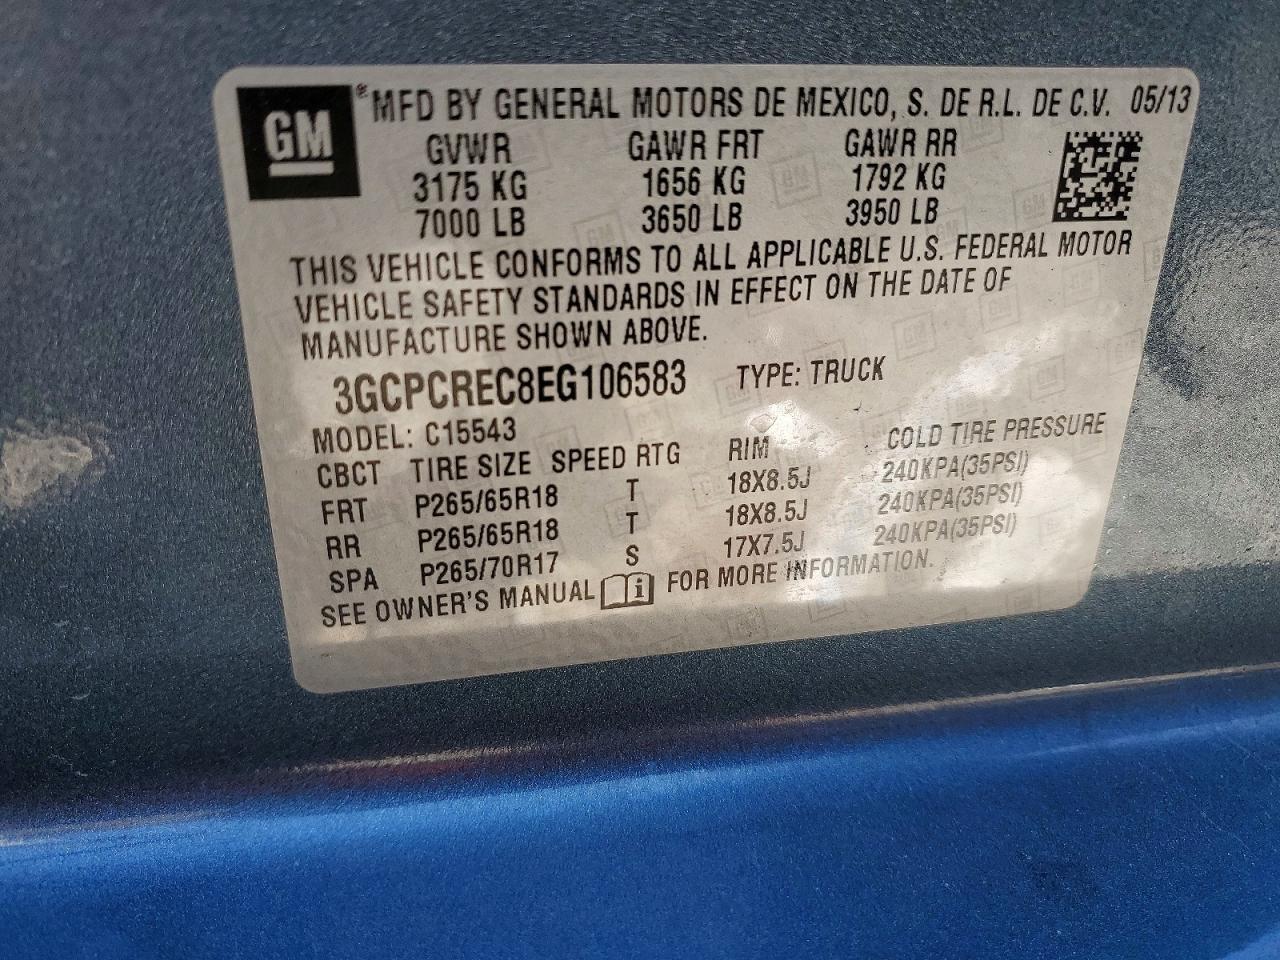 GM ® MFD BY GENERAL MOTORS DE MEXICO, S. DE R.L. DE C.V. 05/13
GVWR GAWR FRT GAWR RR
3175 KG 1656 KG 1792 KG
7000 LB 3650 LB 3950 LB
THIS VEHICLE CONFORMS TO ALL APPLICABLE U.S. FEDERAL MOTOR
VEHICLE SAFETY STANDARDS IN EFFECT ON THE DATE OF
MANUFACTURE SHOWN ABOVE.
3GCPCREC8EG106583 TYPE: TRUCK
MODEL: C15543
CBCT TIRE SIZE SPEED RTG RIM COLD TIRE PRESSURE
FRT P265/65R18 T 18X8.5J 240KPA(35PSI)
RR P265/65R18 T 18X8.5J 240KPA(35PSI)
SPA P265/70R17 S 17X7.5J 240KPA(35PSI)
SEE OWNER'S MANUAL FOR MORE INFORMATION.